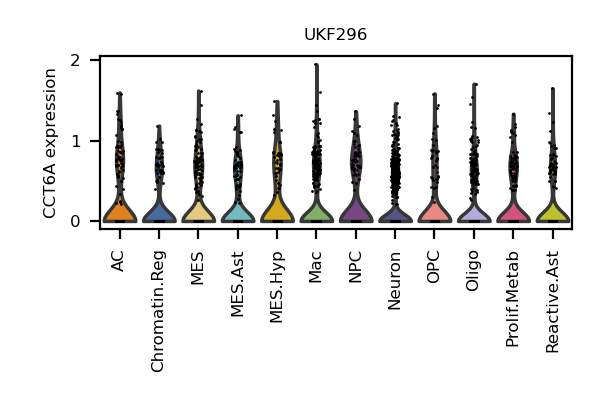 UKF296
CCT6A expression
2
1
0
AC
Chromatin.Reg
MES
MES.Ast
MES.Hyp
Mac
NPC
Neuron
OPC
Oligo
Prolif.Metab
Reactive.Ast